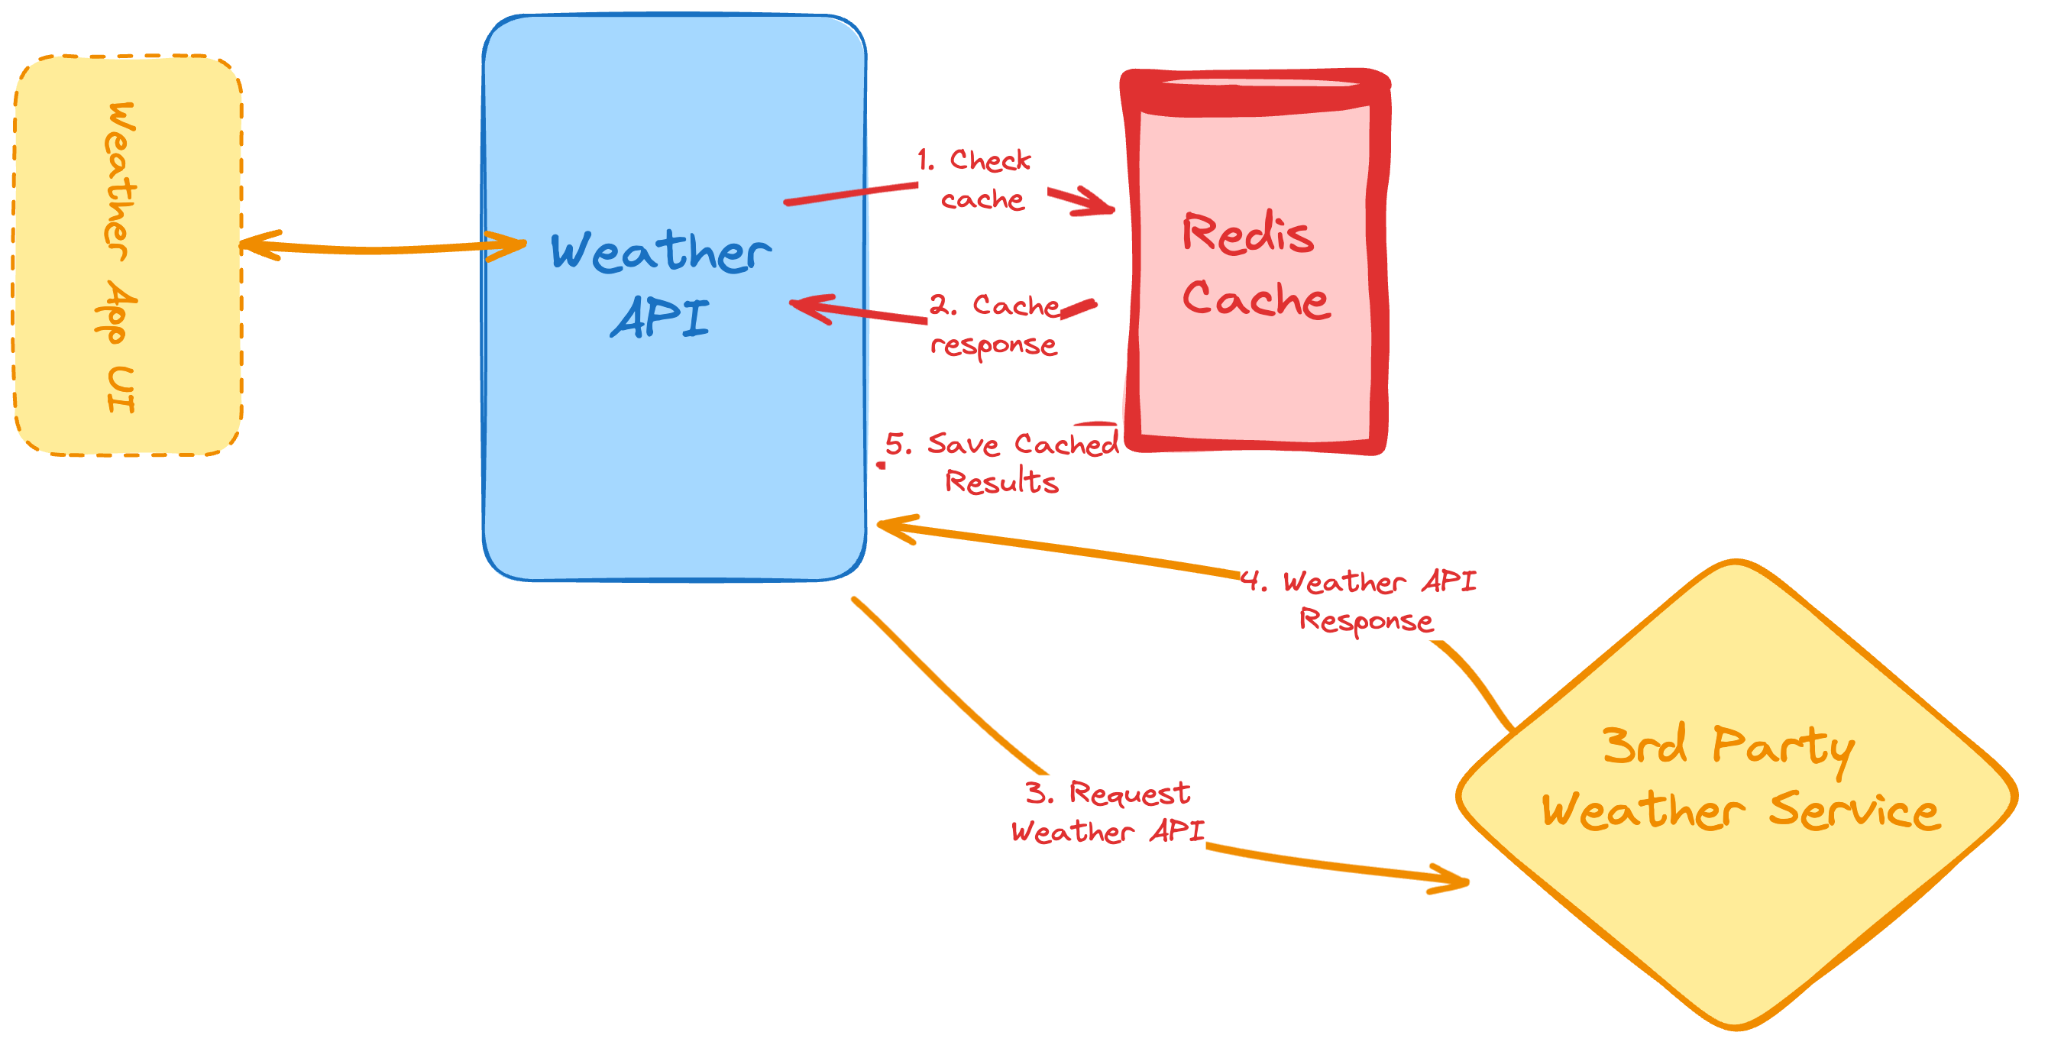 Weather App UI
Weather
API
1. Check
cache
2. Cache
response
5. Save Cached
Results
Redis
Cache
4. Weather API
Response
3. Request
Weather API
3rd Party
Weather Service